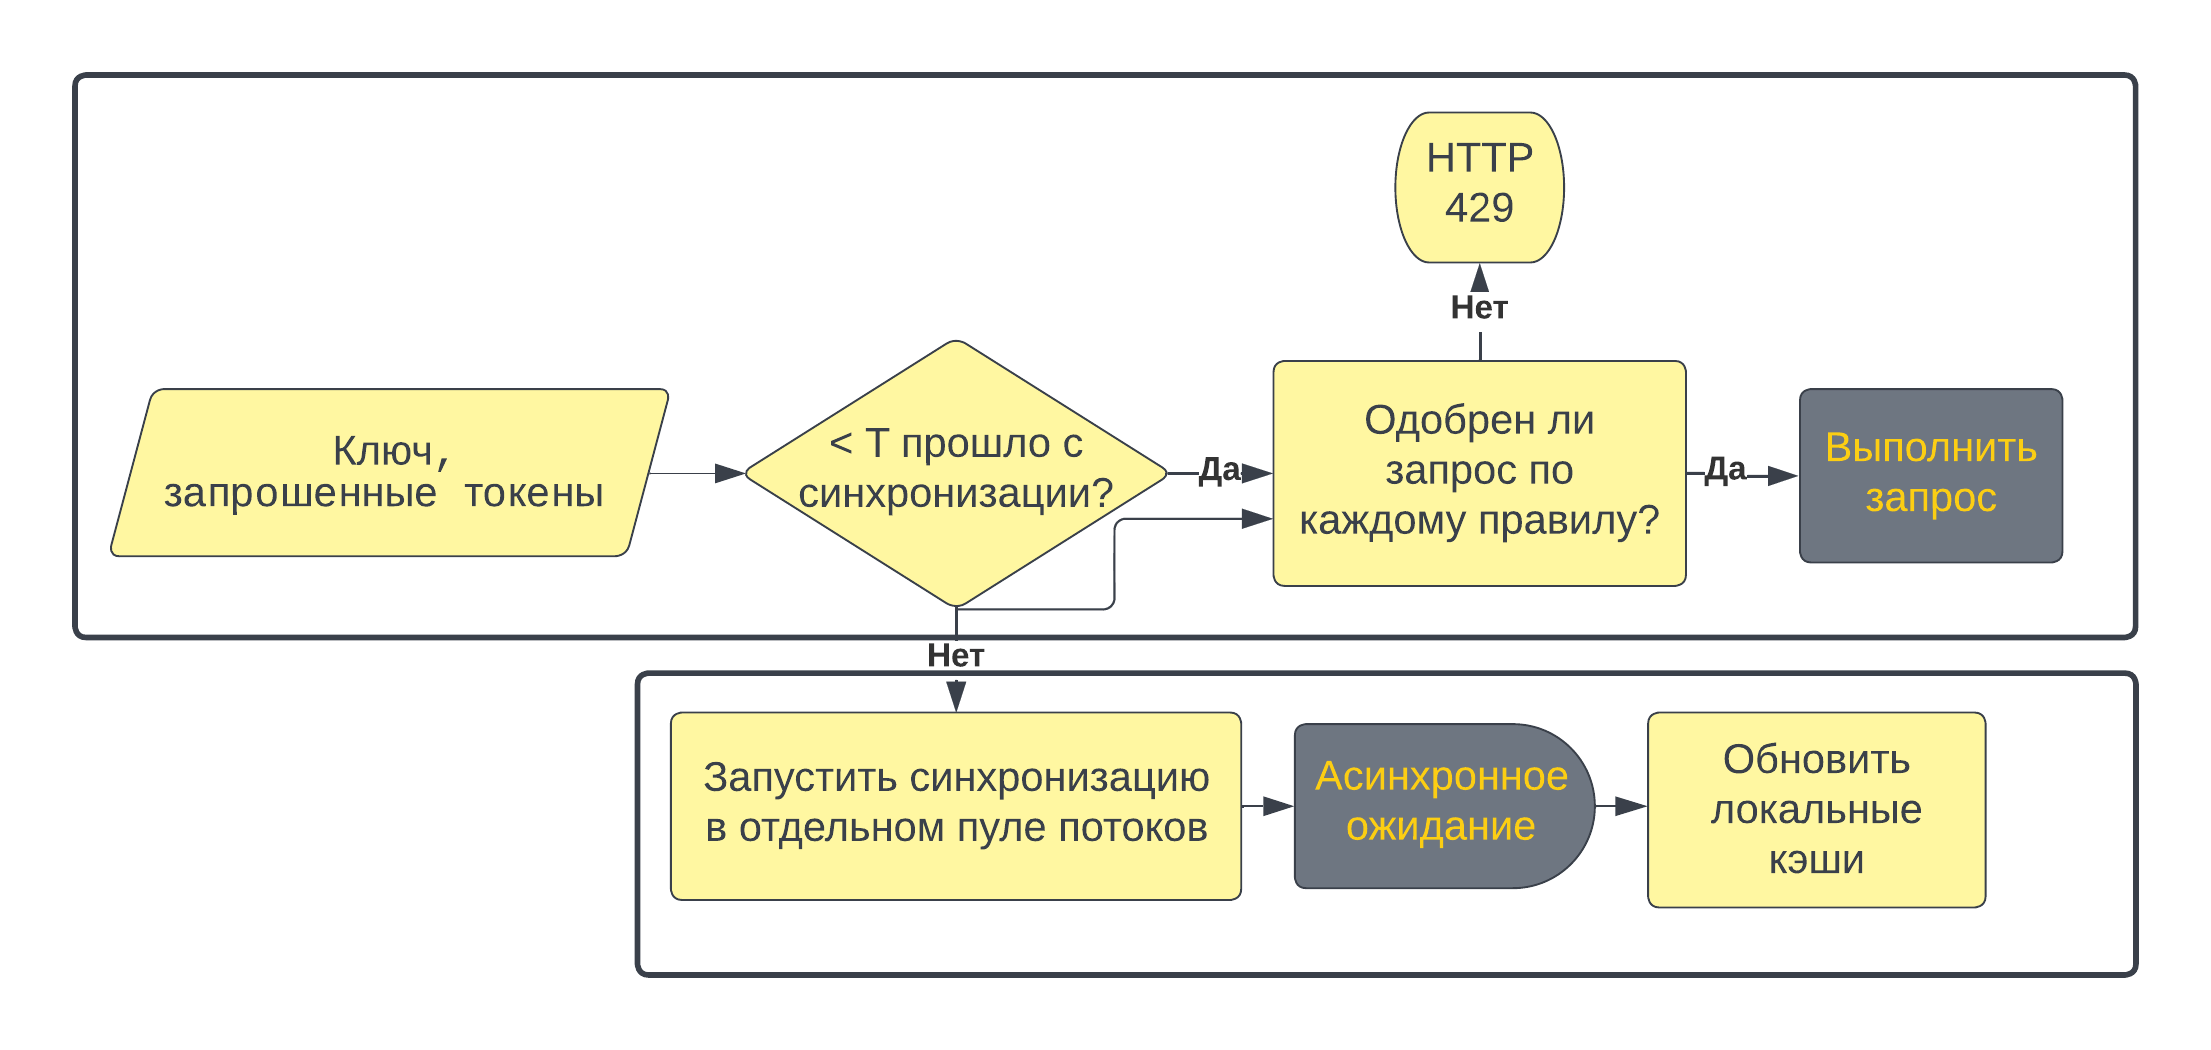 HTTP
429
Нет
Ключ,
запрошенные токены
< T прошло с
синхронизации?
Да
Одобрен ли
запрос по
каждому правилу?
Да
Выполнить
запрос
Нет
Запустить синхронизацию
в отдельном пуле потоков
Асинхронное
ожидание
Обновить
локальные
кэши